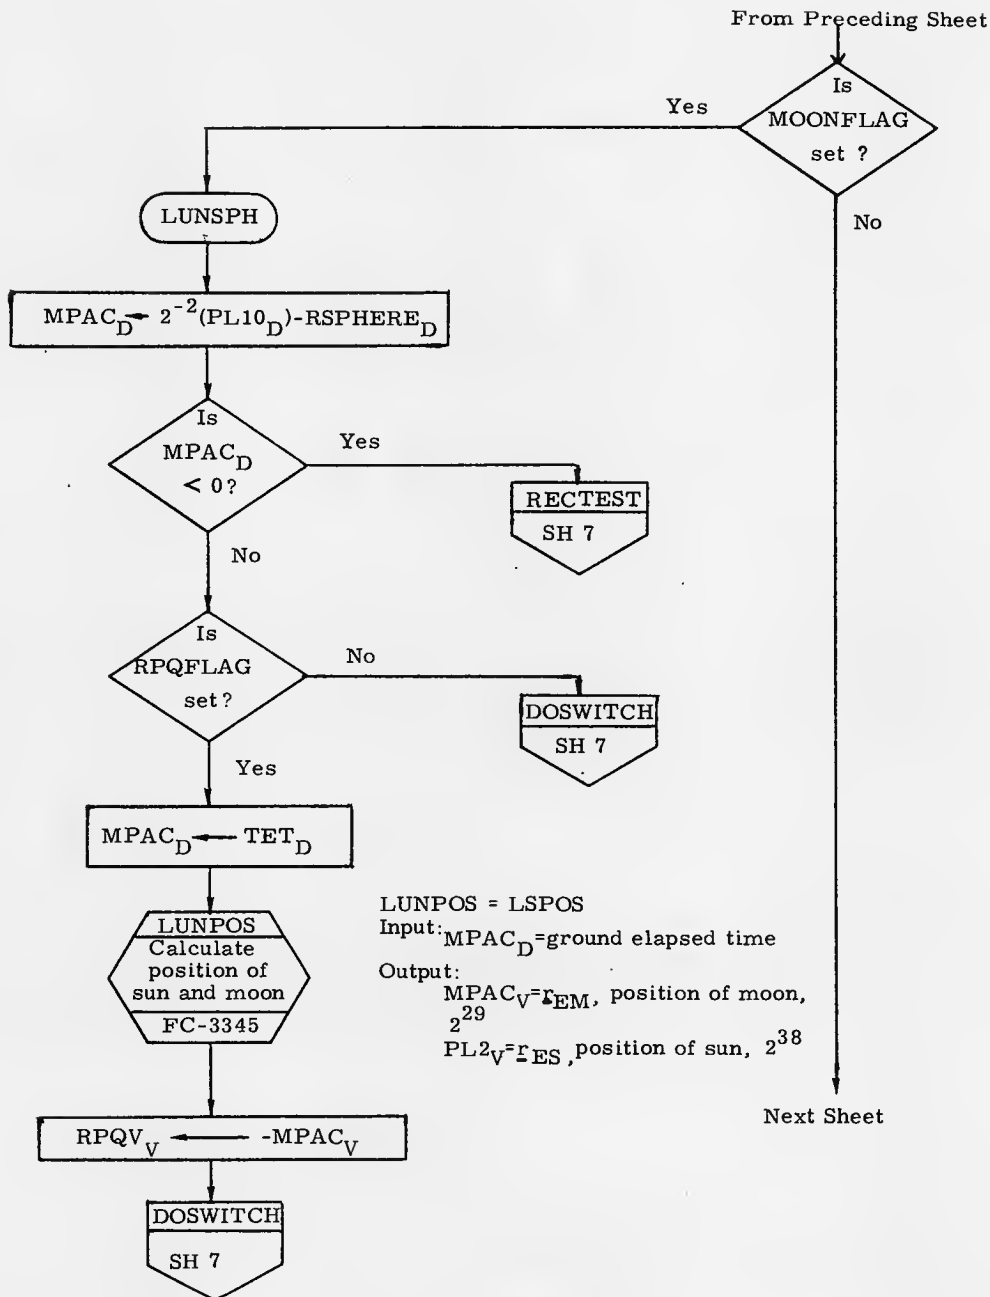 From Preceding Sheet
Is
MOONFLAG
set ?
Yes
No
LUNSPH
MPAC_D ← 2^-2(PL10_D)-RSPHERE_D
Is
MPAC_D
< 0?
Yes
RECTEST
SH 7
No
Is
RPQFLAG
set?
No
DOSWITCH
SH 7
Yes
MPAC_D ← TET_D
LUNPOS
Calculate
position of
sun and moon
FC-3345
LUNPOS = LSPOS
Input: MPAC_D=ground elapsed time
Output:
MPAC_V=r_EM, position of moon,
2^29
PL2_V=r_ES, position of sun, 2^38
RPQV_V ← -MPAC_V
Next Sheet
DOSWITCH
SH 7